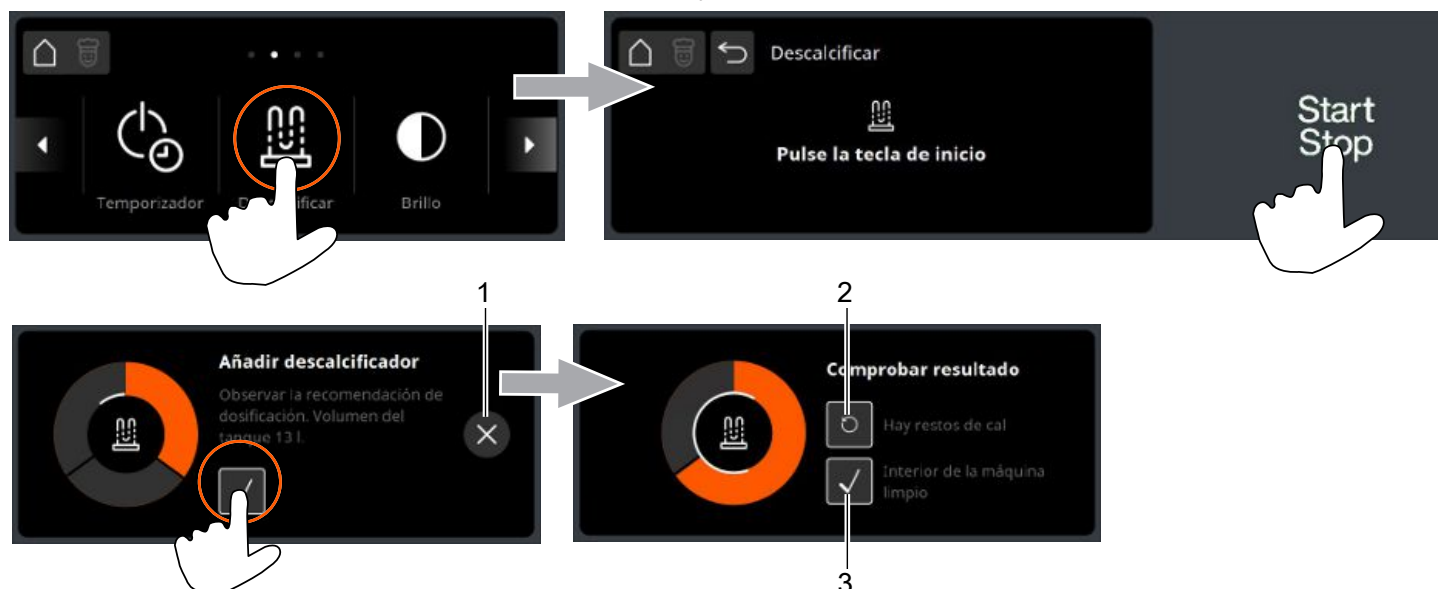 Descalcificar
Pulse la tecla de inicio
Start
Stop
Temporizador
Brillo
1
2
Añadir descalcificador
Observar la recomendación de
dosificación. Volumen del
tanque 13 l.
Comprobar resultado
Hay restos de cal
Interior de la máquina
limpio
3